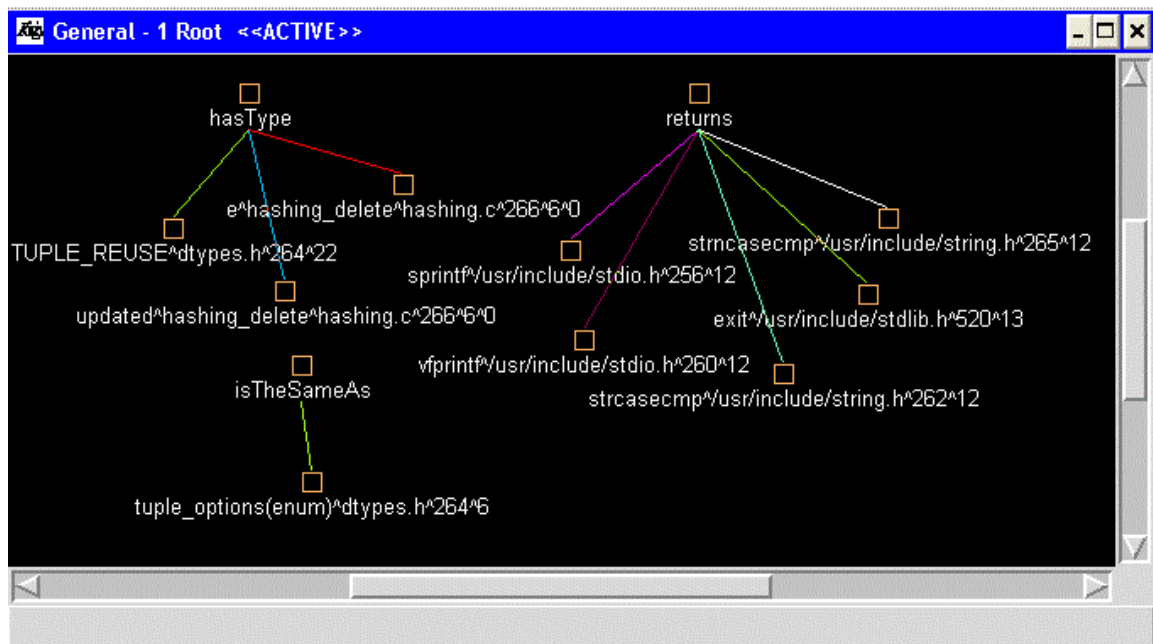 General - 1 Root <<ACTIVE>>
hasType
returns
e^hashing_delete^hashing.c^266^6^0
TUPLE_REUSE^dtypes.h^264^22
strncasecmp^/usr/include/string.h^265^12
sprintf^/usr/include/stdio.h^256^12
updated^hashing_delete^hashing.c^266^6^0
exit^/usr/include/stdlib.h^520^13
vfprintf^/usr/include/stdio.h^260^12
isTheSameAs
strcasecmp^/usr/include/string.h^262^12
tuple_options(enum)^dtypes.h^264^6